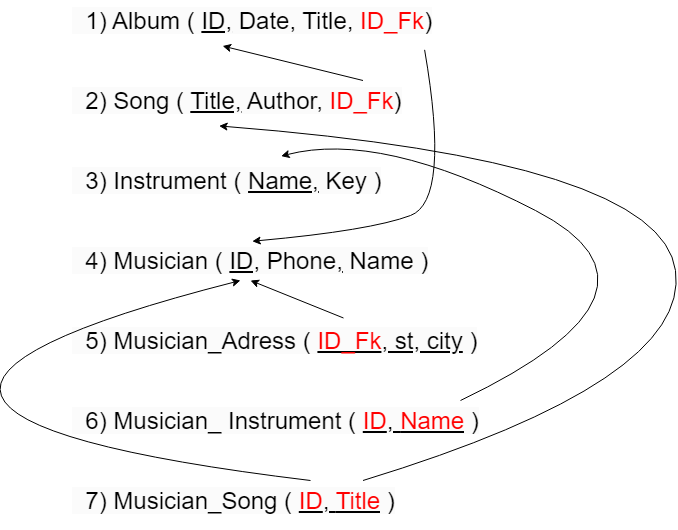 1) Album ( ID, Date, Title, ID_Fk)
2) Song ( Title, Author, ID_Fk)
3) Instrument ( Name, Key )
4) Musician ( ID, Phone, Name )
5) Musician_Adress ( ID_Fk, st, city )
6) Musician_ Instrument ( ID, Name )
7) Musician_Song ( ID, Title )